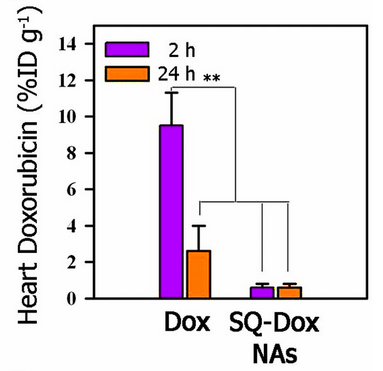 Heart Doxorubicin (%ID g⁻¹)
14
12
10
8
6
4
2
0
2 h
24 h
**
Dox
SQ-Dox
NAs